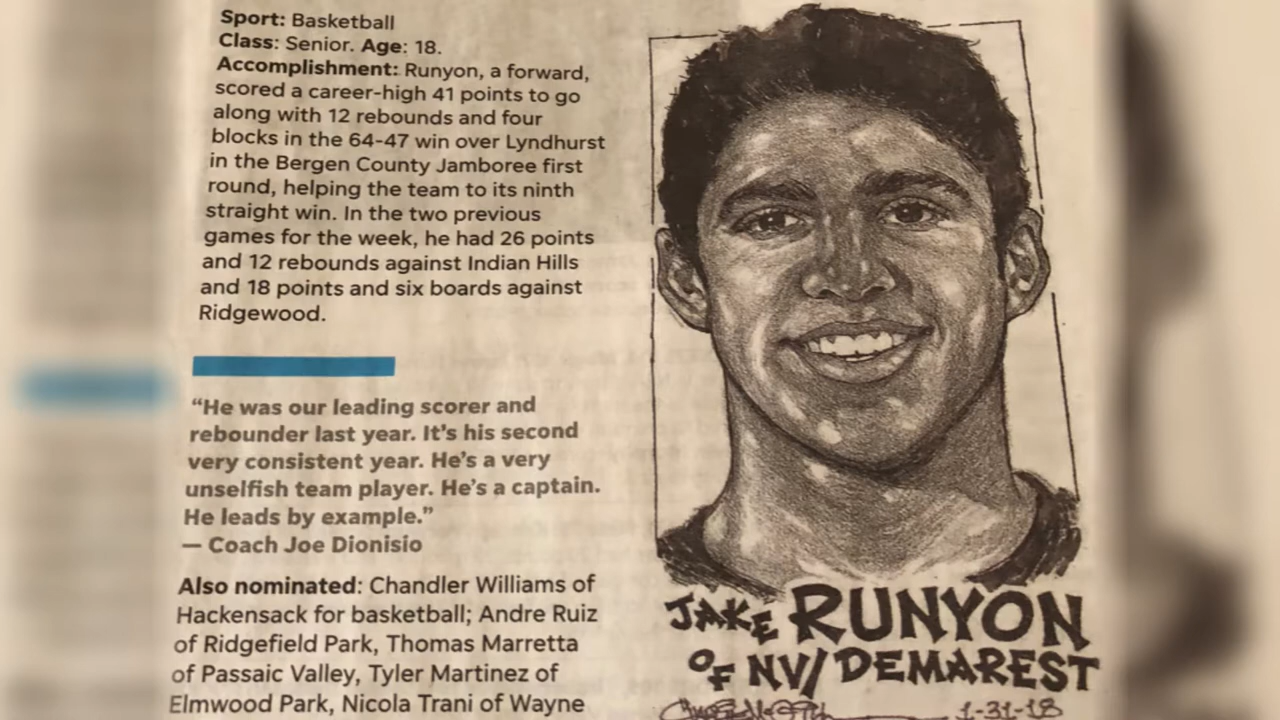 Sport: Basketball
Class: Senior. Age: 18.
Accomplishment: Runyon, a forward,
scored a career-high 41 points to go
along with 12 rebounds and four
blocks in the 64-47 win over Lyndhurst
in the Bergen County Jamboree first
round, helping the team to its ninth
straight win. In the two previous
games for the week, he had 26 points
and 12 rebounds against Indian Hills
and 18 points and six boards against
Ridgewood.
“He was our leading scorer and
rebounder last year. It’s his second
very consistent year. He’s a very
unselfish team player. He’s a captain.
He leads by example.”
— Coach Joe Dionisio
Also nominated: Chandler Williams of
Hackensack for basketball; Andre Ruiz
of Ridgefield Park, Thomas Marretta
of Passaic Valley, Tyler Martinez of
Elmwood Park, Nicola Trani of Wayne
JAKE RUNYON
OF NV/DEMAREST
1-31-18